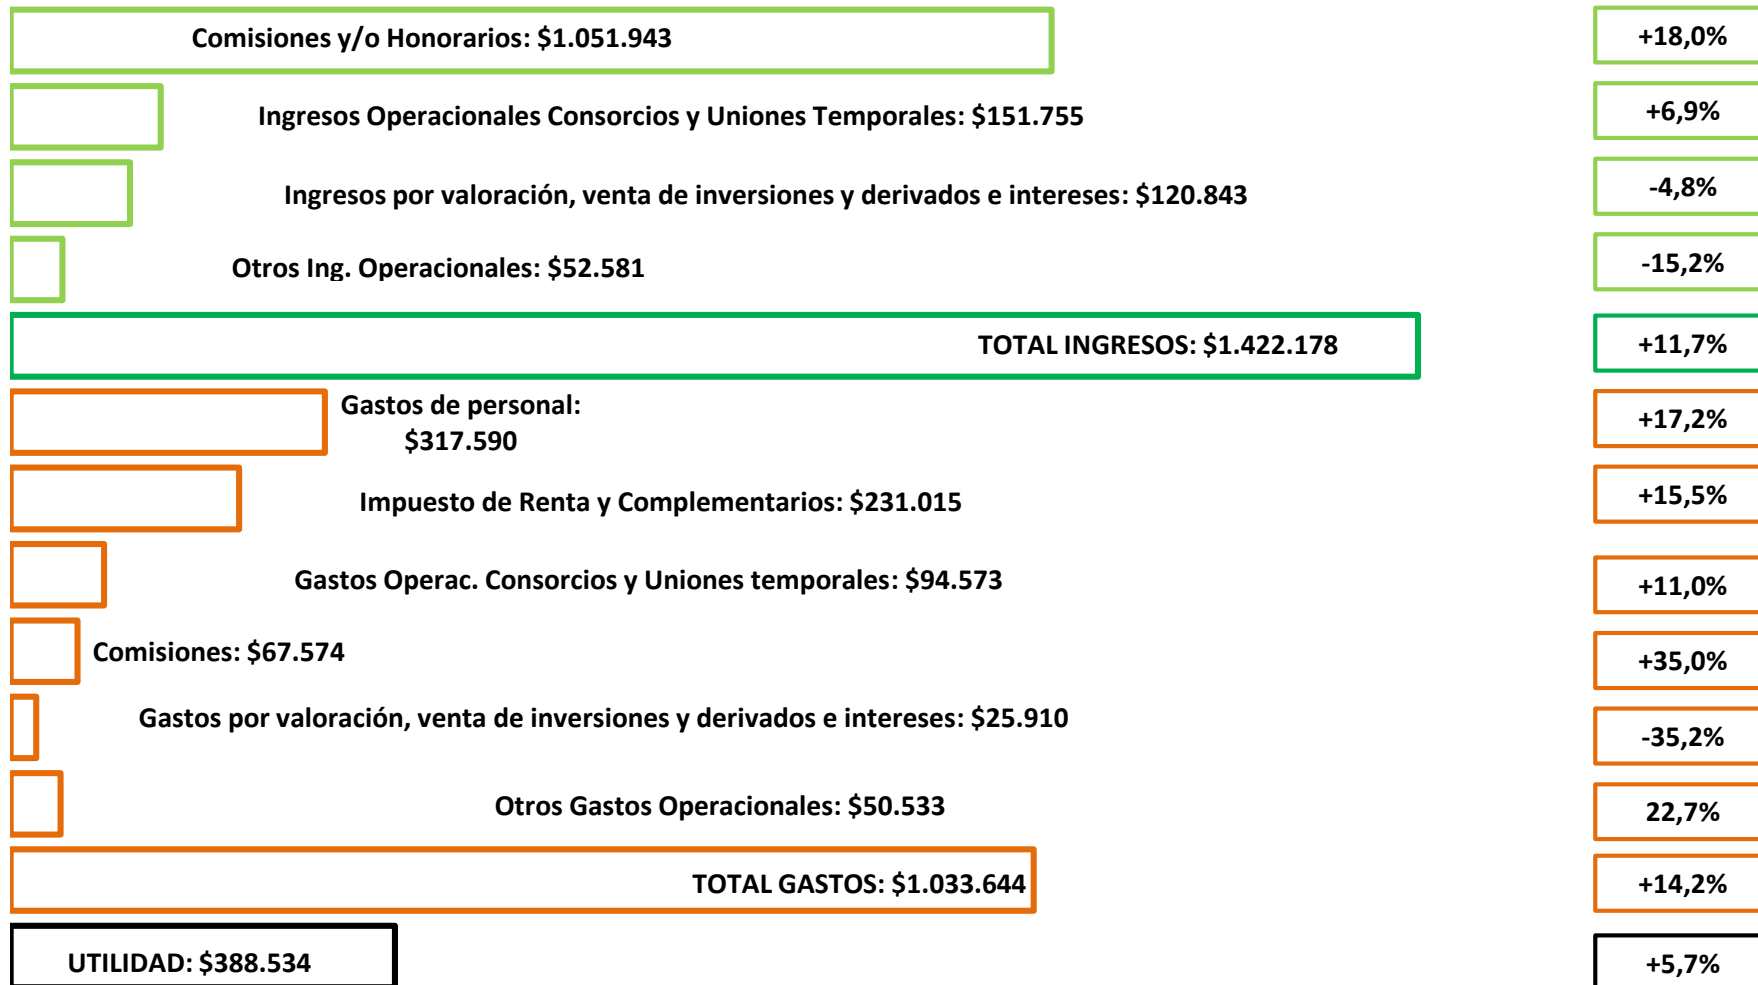 Comisiones y/o Honorarios: $1.051.943
+18,0%
Ingresos Operacionales Consorcios y Uniones Temporales: $151.755
+6,9%
Ingresos por valoración, venta de inversiones y derivados e intereses: $120.843
-4,8%
Otros Ing. Operacionales: $52.581
-15,2%
TOTAL INGRESOS: $1.422.178
+11,7%
Gastos de personal:
$317.590
+17,2%
Impuesto de Renta y Complementarios: $231.015
+15,5%
Gastos Operac. Consorcios y Uniones temporales: $94.573
+11,0%
Comisiones: $67.574
+35,0%
Gastos por valoración, venta de inversiones y derivados e intereses: $25.910
-35,2%
Otros Gastos Operacionales: $50.533
22,7%
TOTAL GASTOS: $1.033.644
+14,2%
UTILIDAD: $388.534
+5,7%